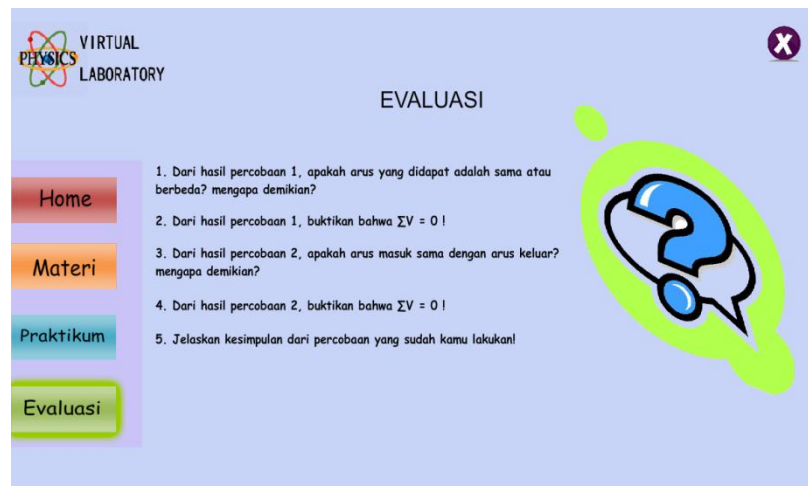 VIRTUAL
PHYSICS
LABORATORY
X
EVALUASI
Home
Materi
Praktikum
Evaluasi
1. Dari hasil percobaan 1, apakah arus yang didapat adalah sama atau
berbeda? mengapa demikian?
2. Dari hasil percobaan 1, buktikan bahwa ∑V = 0 !
3. Dari hasil percobaan 2, apakah arus masuk sama dengan arus keluar?
mengapa demikian?
4. Dari hasil percobaan 2, buktikan bahwa ∑V = 0 !
5. Jelaskan kesimpulan dari percobaan yang sudah kamu lakukan!
?